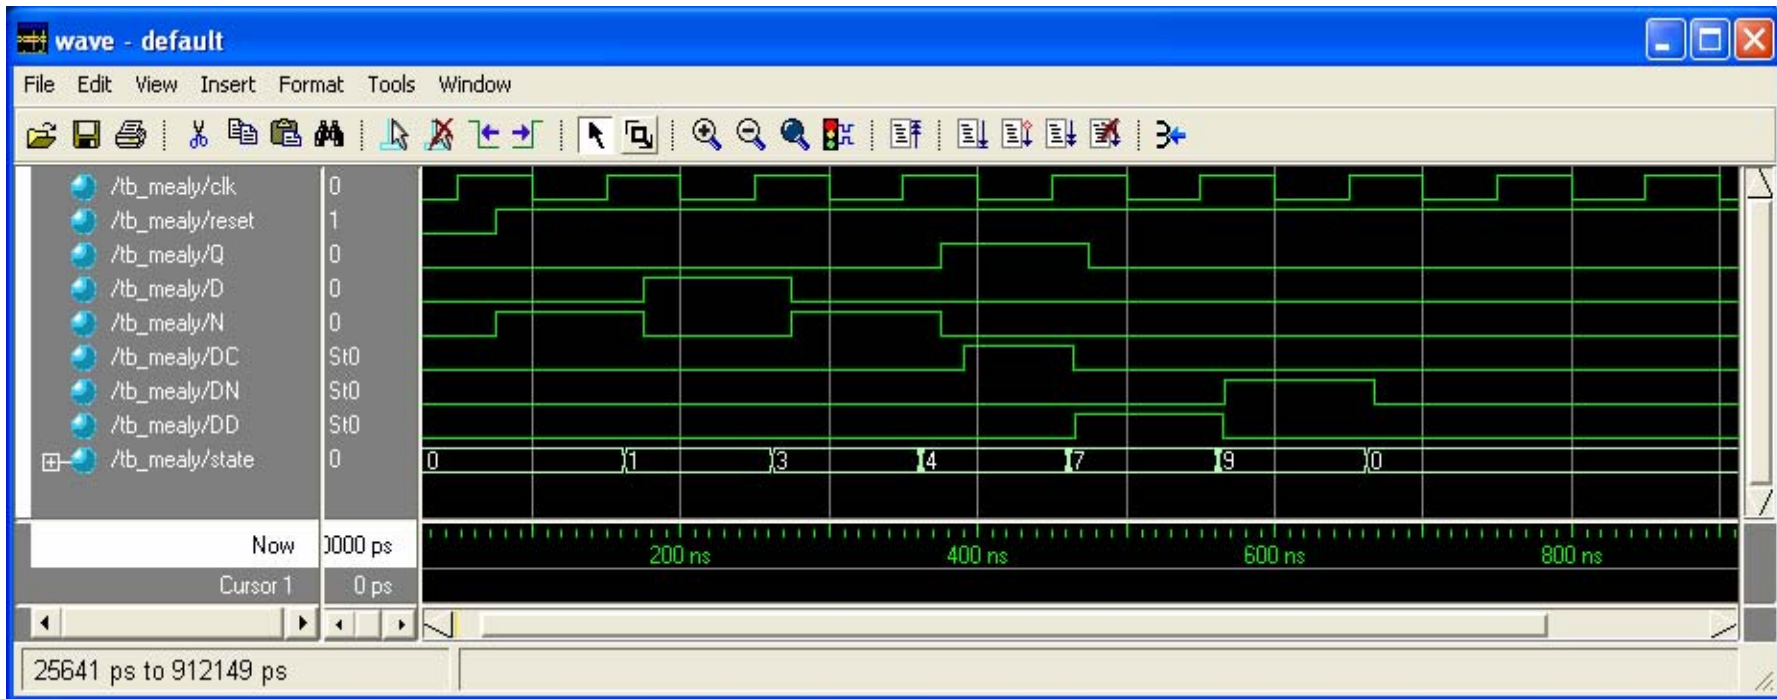 wave - default
File Edit View Insert Format Tools Window
/tb_mealy/clk 0
/tb_mealy/reset 1
/tb_mealy/Q 0
/tb_mealy/D 0
/tb_mealy/N 0
/tb_mealy/DC St0
/tb_mealy/DN St0
/tb_mealy/DD St0
/tb_mealy/state 0 0 1 3 4 7 9 0
Now 0000 ps 200 ns 400 ns 600 ns 800 ns
Cursor 1 0 ps
25641 ps to 912149 ps